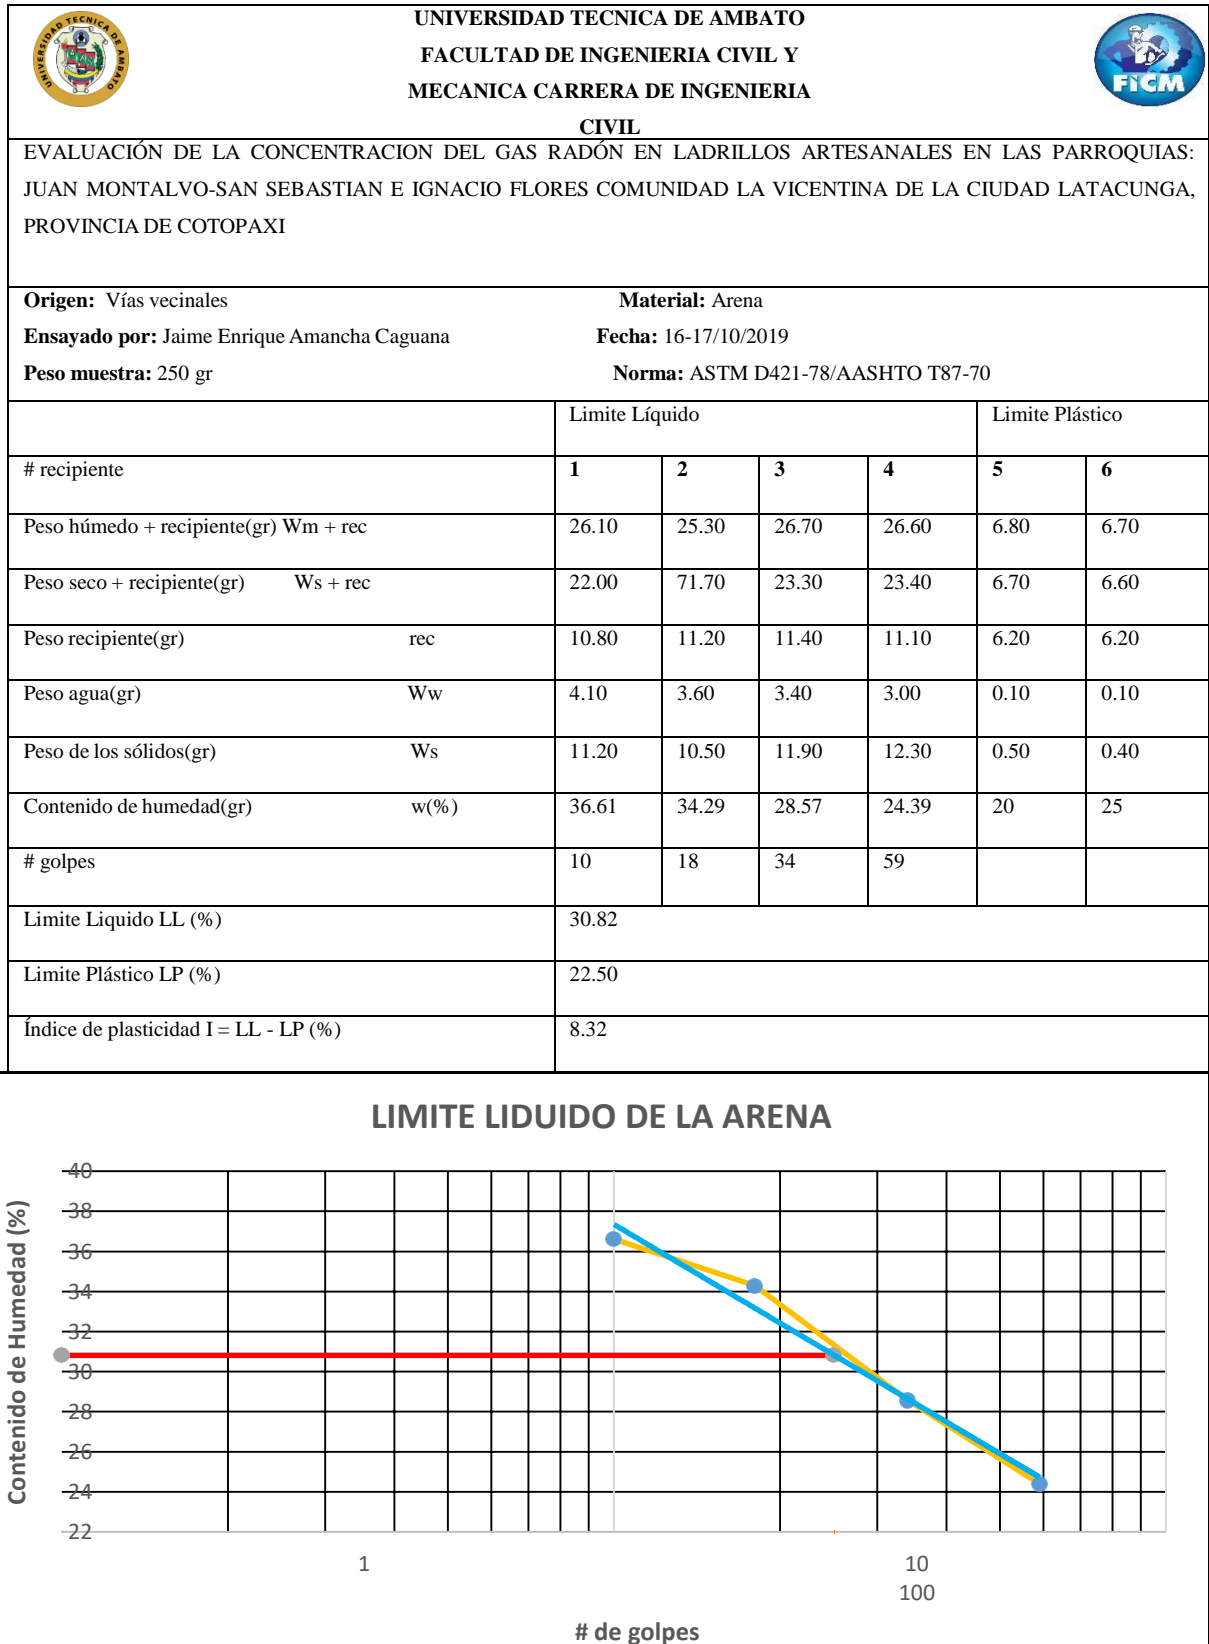 UNIVERSIDAD TECNICA DE AMBATO
FACULTAD DE INGENIERIA CIVIL Y
MECANICA CARRERA DE INGENIERIA
CIVIL
UNIVERSIDAD TECNICA DE AMBATO
FICM
EVALUACIÓN DE LA CONCENTRACION DEL GAS RADÓN EN LADRILLOS ARTESANALES EN LAS PARROQUIAS:
JUAN MONTALVO-SAN SEBASTIAN E IGNACIO FLORES COMUNIDAD LA VICENTINA DE LA CIUDAD LATACUNGA,
PROVINCIA DE COTOPAXI
Origen: Vías vecinales Material: Arena
Ensayado por: Jaime Enrique Amancha Caguana Fecha: 16-17/10/2019
Peso muestra: 250 gr Norma: ASTM D421-78/AASHTO T87-70
Limite Líquido Limite Plástico
# recipiente 1 2 3 4 5 6
Peso húmedo + recipiente(gr) Wm + rec 26.10 25.30 26.70 26.60 6.80 6.70
Peso seco + recipiente(gr) Ws + rec 22.00 71.70 23.30 23.40 6.70 6.60
Peso recipiente(gr) rec 10.80 11.20 11.40 11.10 6.20 6.20
Peso agua(gr) Ww 4.10 3.60 3.40 3.00 0.10 0.10
Peso de los sólidos(gr) Ws 11.20 10.50 11.90 12.30 0.50 0.40
Contenido de humedad(gr) w(%) 36.61 34.29 28.57 24.39 20 25
# golpes 10 18 34 59
Limite Liquido LL (%) 30.82
Limite Plástico LP (%) 22.50
Índice de plasticidad I = LL - LP (%) 8.32
LIMITE LIDUIDO DE LA ARENA
Contenido de Humedad (%)
40
38
36
34
32
30
28
26
24
22
1 10
100
# de golpes